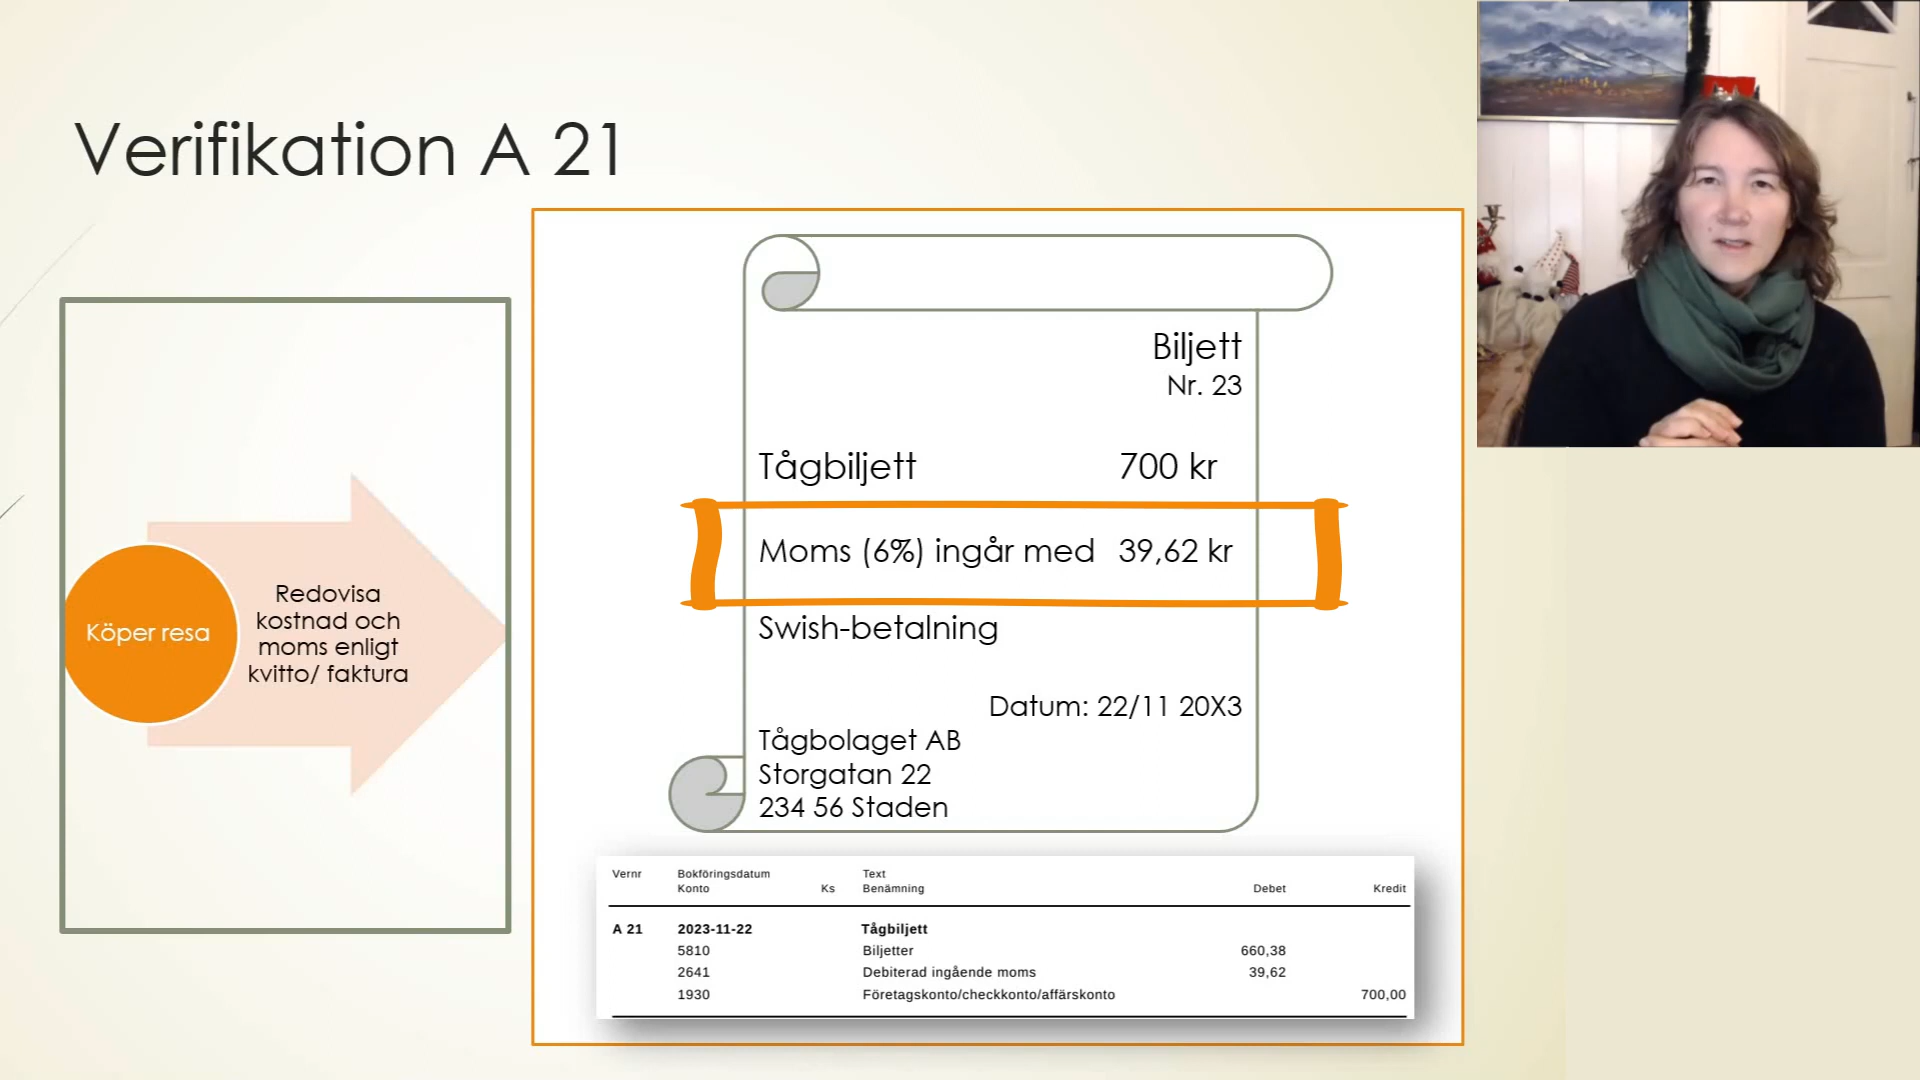 Verifikation A 21
Köper resa
Redovisa
kostnad och
moms enligt
kvitto/ faktura
Biljett
Nr. 23
Tågbiljett 700 kr
Moms (6%) ingår med 39,62 kr
Swish-betalning
Datum: 22/11 20X3
Tågbolaget AB
Storgatan 22
234 56 Staden
Vernr Bokföringsdatum Text
Konto Ks Benämning Debet Kredit
A 21 2023-11-22 Tågbiljett
5810 Biljetter 660,38
2641 Debiterad ingående moms 39,62
1930 Företagskonto/checkkonto/affärskonto 700,00